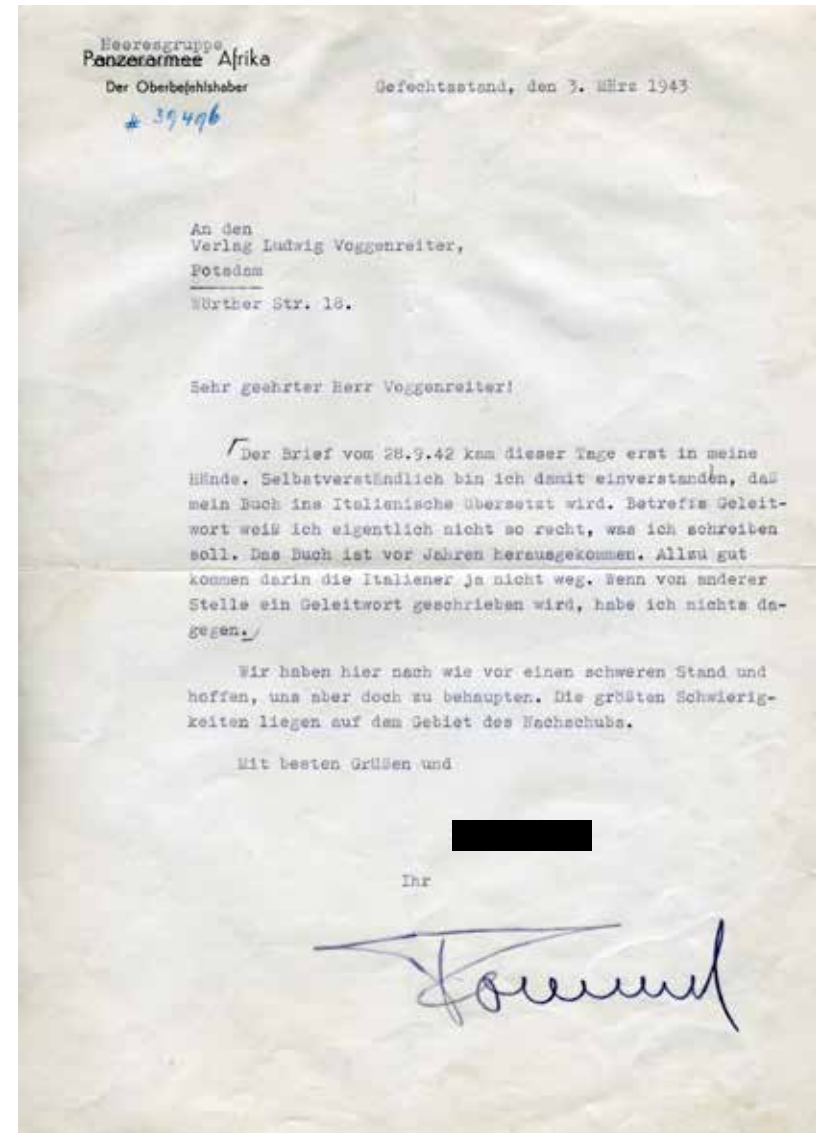 Heeresgruppe
Panzerarmee Afrika
Der Oberbefehlshaber
Gefechtsstand, den 3. März 1943
# 39496
An den
Verlag Ludwig Voggenreiter,
Potsdam
Wörther Str. 18.
Sehr geehrter Herr Voggenreiter!
Der Brief vom 28.9.42 kam dieser Tage erst in meine
Hände. Selbstverständlich bin ich damit einverstanden, daß
mein Buch ins Italienische übersetzt wird. Betreffs Geleit-
wort weiß ich eigentlich nicht so recht, was ich schreiben
soll. Das Buch ist vor Jahren herausgekommen. Allzu gut
kommen darin die Italiener ja nicht weg. Wenn von anderer
Stelle ein Geleitwort geschrieben wird, habe ich nichts da-
gegen.
Wir haben hier nach wie vor einen schweren Stand und
hoffen, uns aber doch zu behaupten. Die größten Schwierig-
keiten liegen auf dem Gebiet des Nachschubs.
Mit besten Grüßen und
Ihr
Rommel